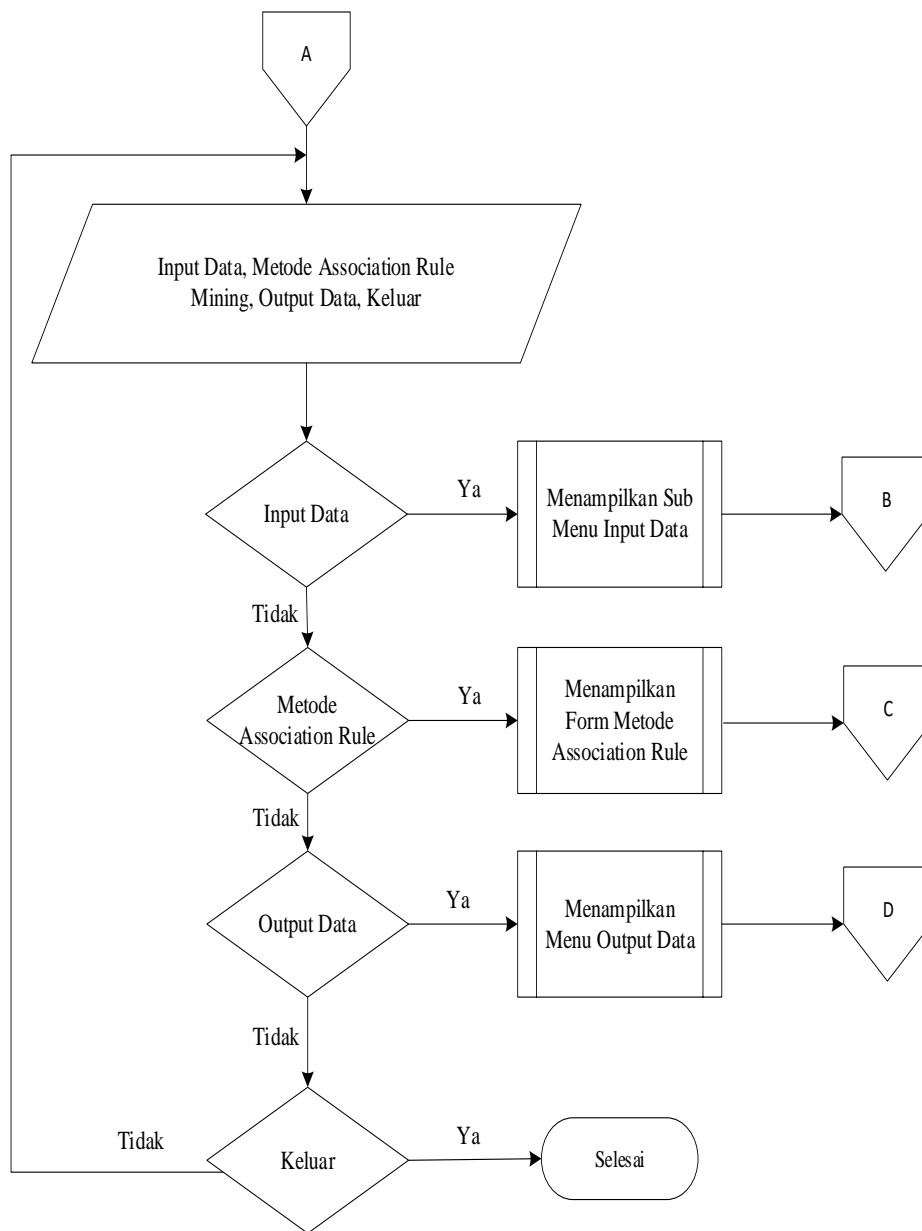 A
Input Data, Metode Association Rule
Mining, Output Data, Keluar
Input Data
Ya
Menampilkan Sub
Menu Input Data
B
Tidak
Metode
Association Rule
Ya
Menampilkan
Form Metode
Association Rule
C
Tidak
Output Data
Ya
Menampilkan
Menu Output Data
D
Tidak
Keluar
Tidak
Ya
Selesai